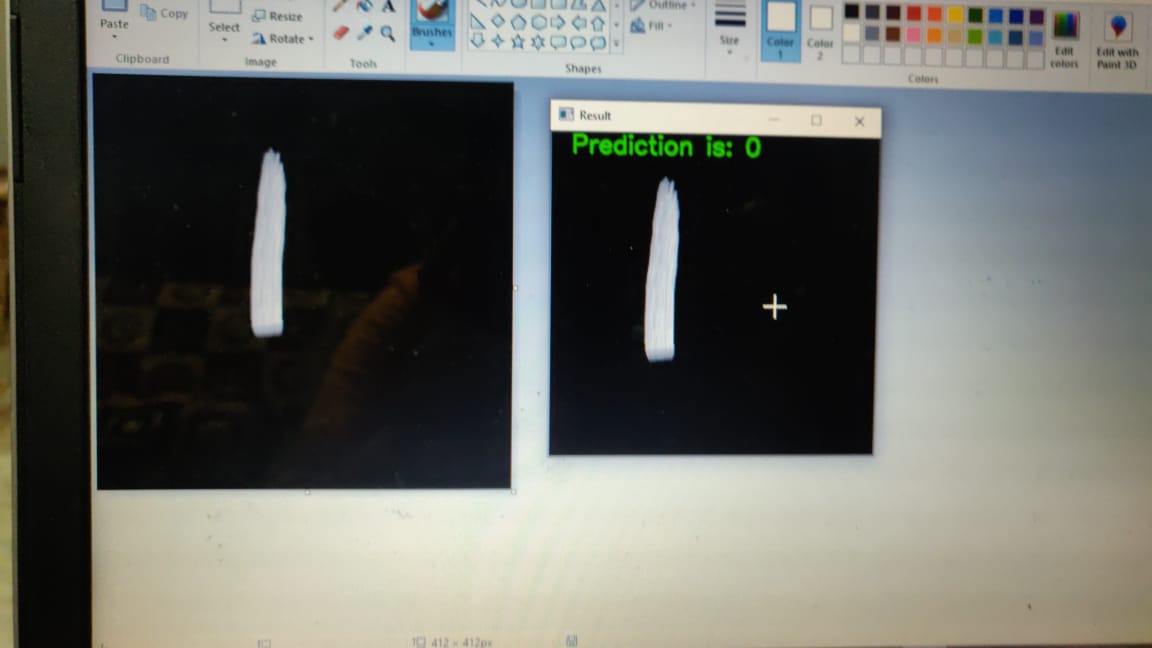 Paste
Copy
Clipboard
Select
Resize
Rotate
Image
A
Tools
Brushes
Outline
Fill
Shapes
Size
Color
1
Color
2
Edit
colors
Edit with
Paint 3D
Colors
Result
Prediction is: 0
412 × 412px